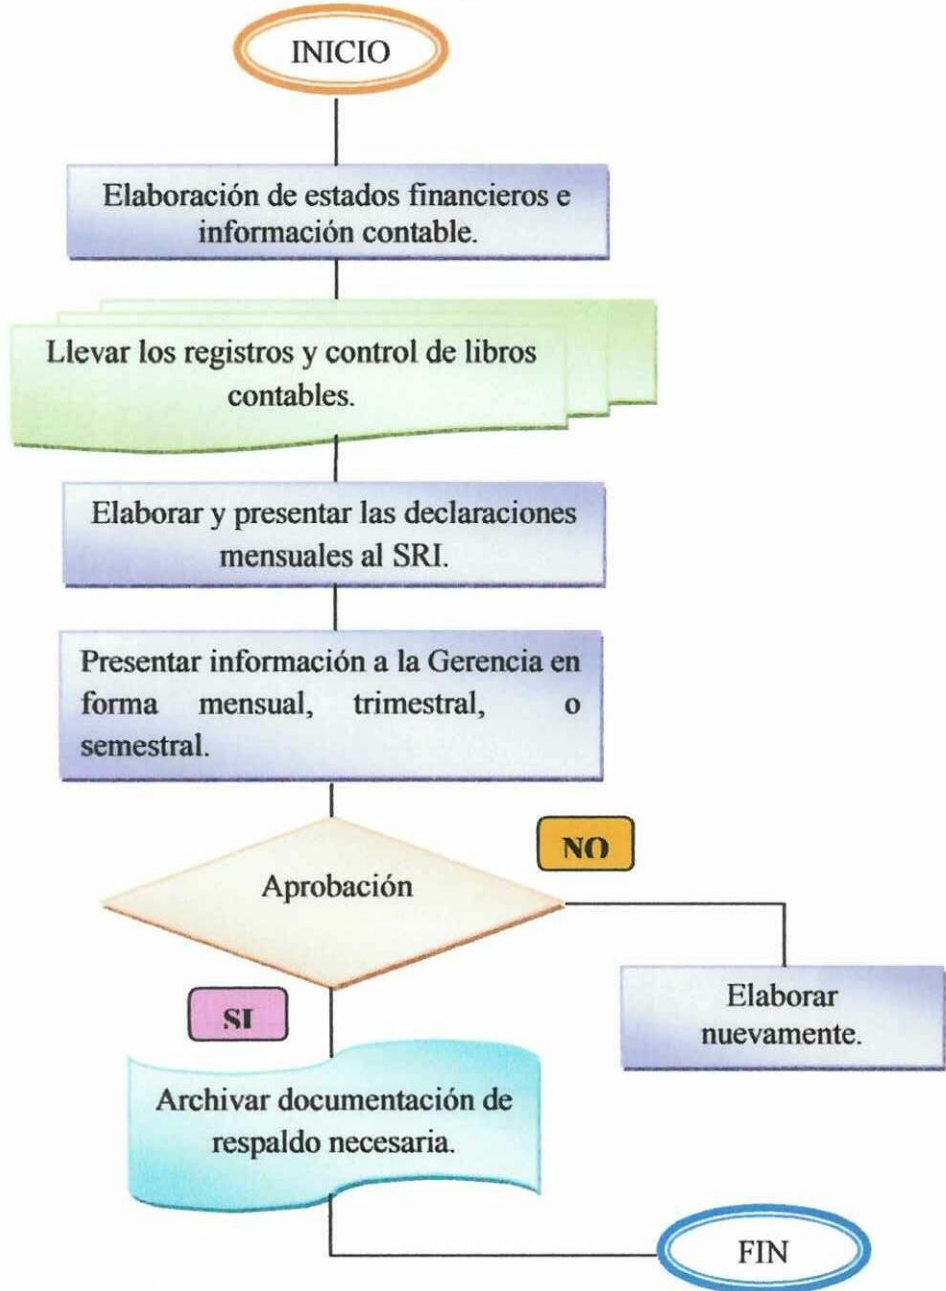 INICIO
Elaboración de estados financieros e
información contable.
Llevar los registros y control de libros
contables.
Elaborar y presentar las declaraciones
mensuales al SRI.
Presentar información a la Gerencia en
forma mensual, trimestral, o
semestral.
Aprobación
NO
SI
Elaborar
nuevamente.
Archivar documentación de
respaldo necesaria.
FIN